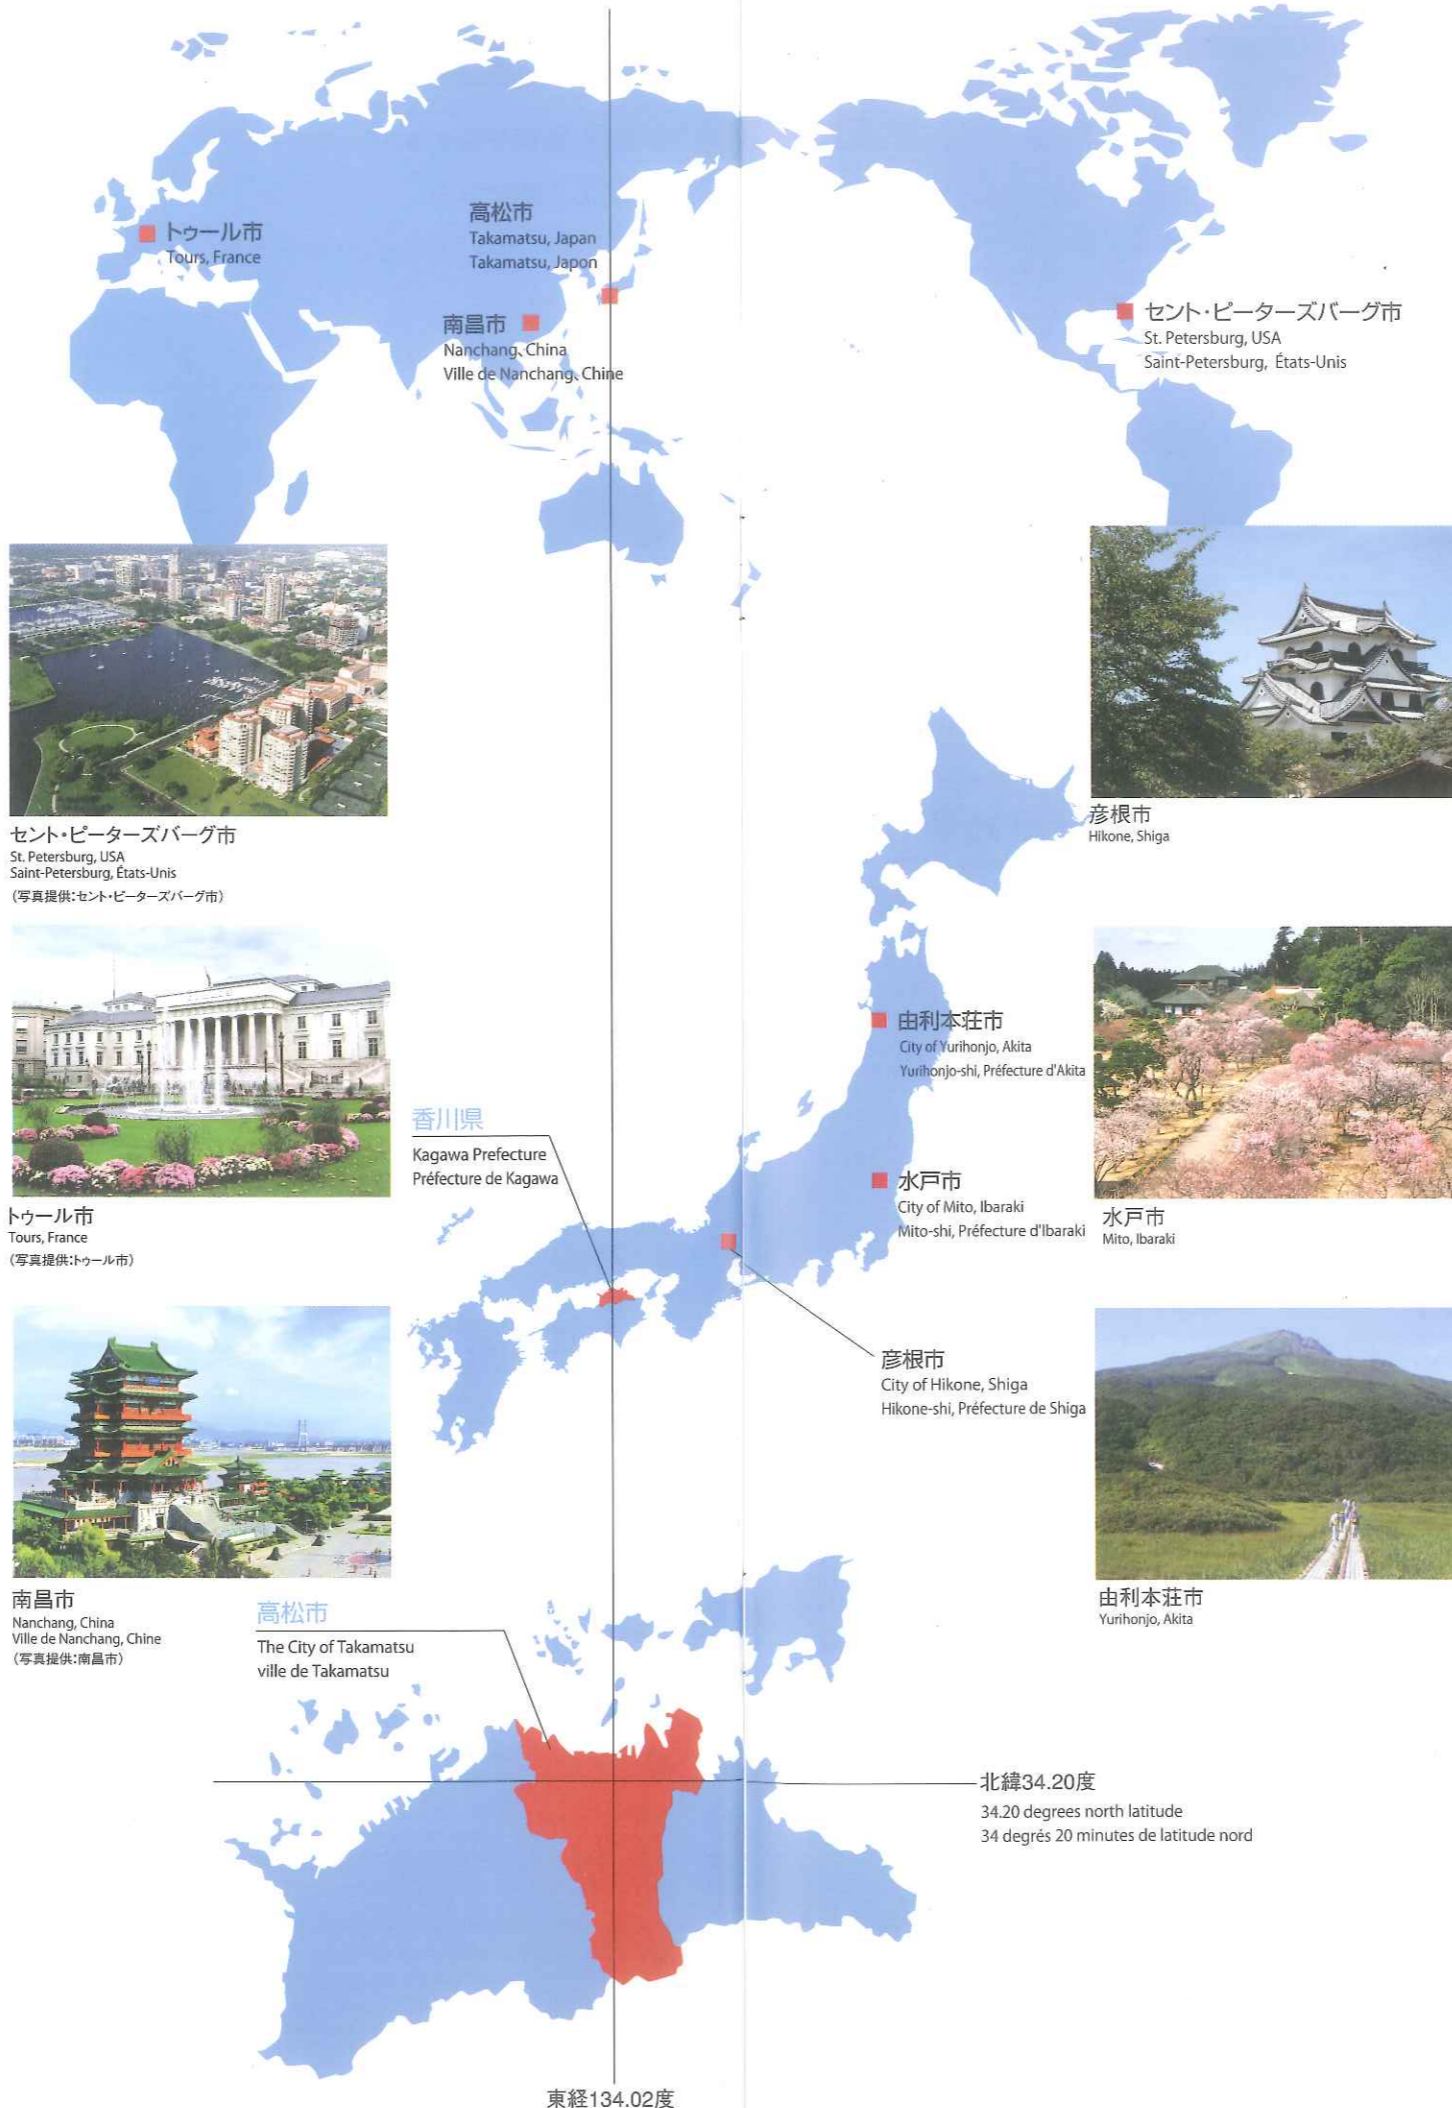 トゥール市
Tours, France
高松市
Takamatsu, Japan
Takamatsu, Japon
南昌市
Nanchang、China
Ville de Nanchang、Chine
セント・ピーターズバーグ市
St. Petersburg, USA
Saint-Petersburg, États-Unis
セント・ピーターズバーグ市
St. Petersburg, USA
Saint-Petersburg, États-Unis
(写真提供:セント・ピーターズバーグ市)
彦根市
Hikone, Shiga
由利本荘市
City of Yurihonjo, Akita
Yurihonjo-shi, Préfecture d'Akita
香川県
Kagawa Prefecture
Préfecture de Kagawa
水戸市
City of Mito, Ibaraki
Mito-shi, Préfecture d'Ibaraki
トゥール市
Tours, France
(写真提供:トゥール市)
水戸市
Mito, Ibaraki
彦根市
City of Hikone, Shiga
Hikone-shi, Préfecture de Shiga
南昌市
Nanchang, China
Ville de Nanchang, Chine
(写真提供:南昌市)
由利本荘市
Yurihonjo, Akita
高松市
The City of Takamatsu
ville de Takamatsu
北緯34.20度
34.20 degrees north latitude
34 degrés 20 minutes de latitude nord
東経134.02度